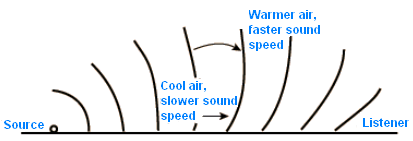 Warmer air,
faster sound
speed
Cool air,
slower sound
speed
Source
Listener